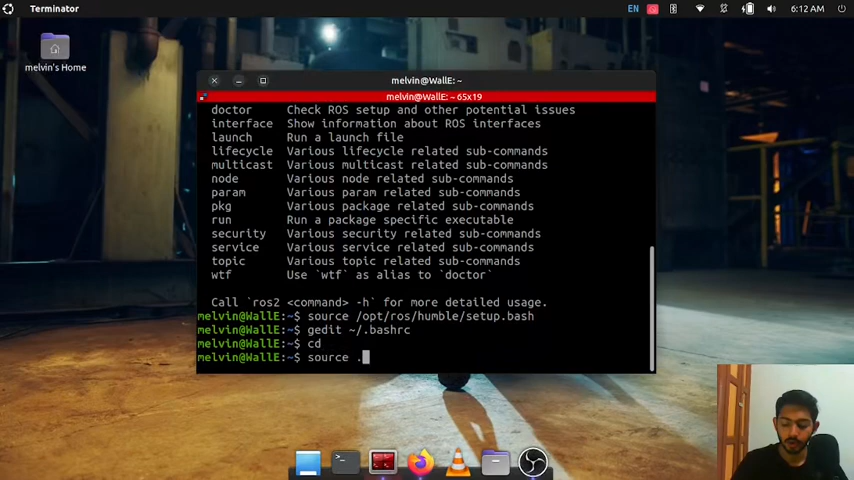 Terminator
EN
6:12 AM
melvin's Home
melvin@WallE: ~
melvin@WallE: ~ 65x19
doctor Check ROS setup and other potential issues
interface Show information about ROS interfaces
launch Run a launch file
lifecycle Various lifecycle related sub-commands
multicast Various multicast related sub-commands
node Various node related sub-commands
param Various param related sub-commands
pkg Various package related sub-commands
run Run a package specific executable
security Various security related sub-commands
service Various service related sub-commands
topic Various topic related sub-commands
wtf Use `wtf` as alias to `doctor`
Call `ros2 <command> -h` for more detailed usage.
melvin@WallE:~$ source /opt/ros/humble/setup.bash
melvin@WallE:~$ gedit ~/.bashrc
melvin@WallE:~$ cd
melvin@WallE:~$ source .